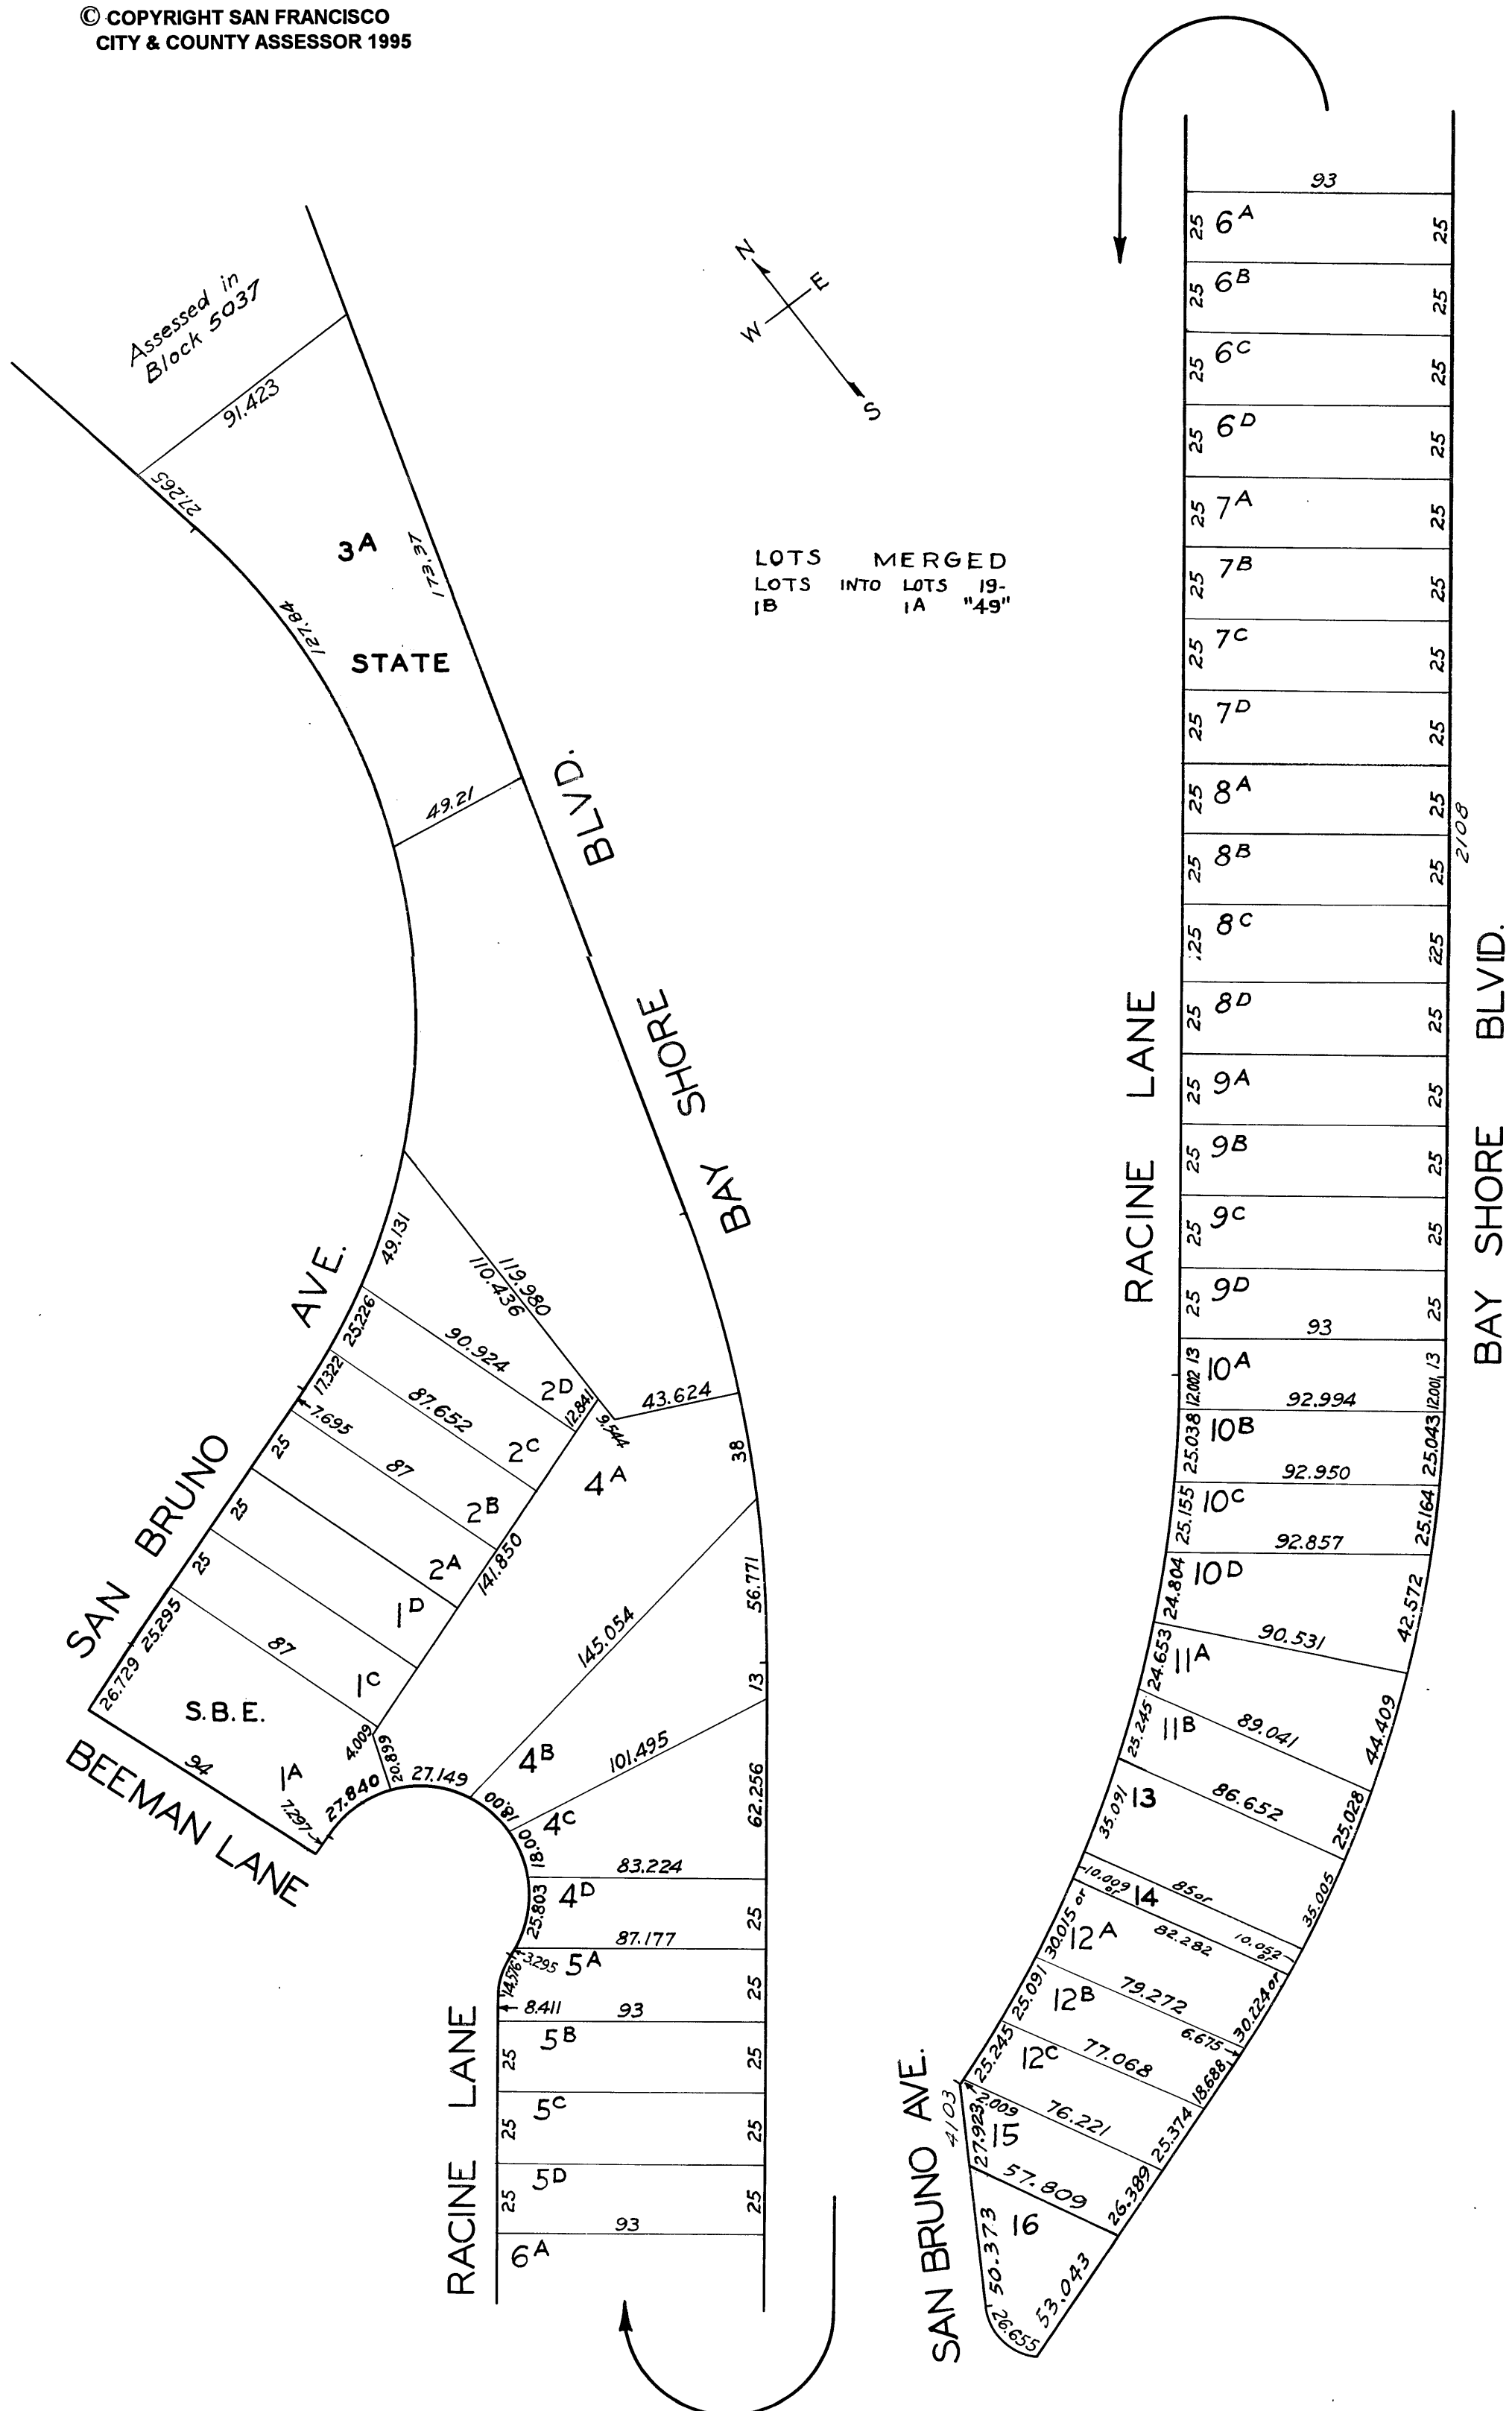 © COPYRIGHT SAN FRANCISCO
CITY & COUNTY ASSESSOR 1995
Assessed in
Block 5037
91.423
27.265
3A
173.37
127.84
STATE
49.21
BLVD.
SHORE
BAY
N
E
W
S
LOTS MERGED
LOTS INTO LOTS 19-
1B 1A "49"
49.131
119.980
110.436
AVE.
25.226
90.924
2D
12.841
43.624
9.544
17.322
87.652
2C
38
7.695
4A
25
87
2B
BRUNO
25
2A
141.850
56.771
25
1D
SAN
25.295
145.054
87
13
26.729
1C
S.B.E.
4.009
20.899
94
1A
4B
101.495
27.840
27.149
62.256
BEEMAN LANE
7.297
18.00
4C
18.00
83.224
25.803
4D
25
87.177
14.576
3.295
5A
25
8.411
93
5B
25
25
5C
25
25
5D
25
25
93
6A
RACINE LANE
93
25
6A
25
25
6B
25
25
6C
25
25
6D
25
25
7A
25
25
7B
25
25
7C
25
25
7D
25
25
8A
25
2108
25
8B
25
25
8C
25
25
8D
25
25
9A
25
25
9B
25
25
9C
25
25
9D
25
93
RACINE LANE
BAY SHORE BLVD.
13
10A
13
12.002
92.994
12.001
25.038
10B
25.043
92.950
25.155
10C
25.164
92.857
24.804
10D
42.572
90.531
24.653
11A
25.245
11B
89.041
44.409
35.091
13
86.652
25.028
10.009
or
14
85or
35.005
30.015 or
12A
82.282
10.052
or
25.091
12B
79.272
30.224or
6.675
25.245
12C
77.068
18.688
2.009
76.221
25.374
4103
27.923
15
57.809
26.389
16
50.373
53.043
26.655
SAN BRUNO AVE.